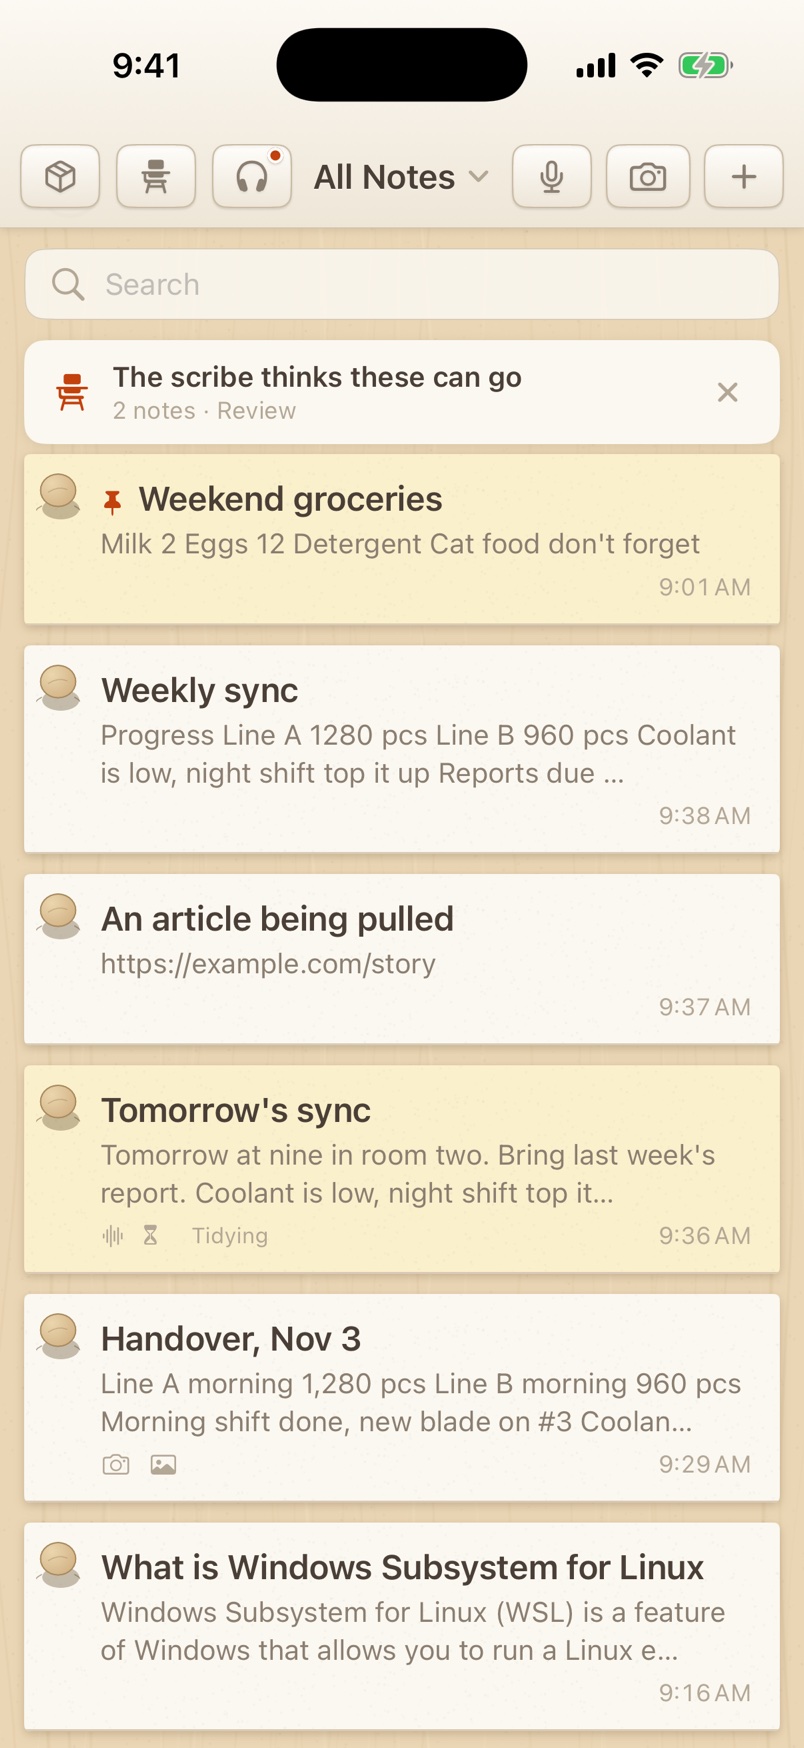 9:41
All Notes
Search
The scribe thinks these can go
2 notes · Review
Weekend groceries
Milk 2 Eggs 12 Detergent Cat food don't forget
9:01 AM
Weekly sync
Progress Line A 1280 pcs Line B 960 pcs Coolant
is low, night shift top it up Reports due ...
9:38 AM
An article being pulled
https://example.com/story
9:37 AM
Tomorrow's sync
Tomorrow at nine in room two. Bring last week's
report. Coolant is low, night shift top it...
Tidying 9:36 AM
Handover, Nov 3
Line A morning 1,280 pcs Line B morning 960 pcs
Morning shift done, new blade on #3 Coolan...
9:29 AM
What is Windows Subsystem for Linux
Windows Subsystem for Linux (WSL) is a feature
of Windows that allows you to run a Linux e...
9:16 AM